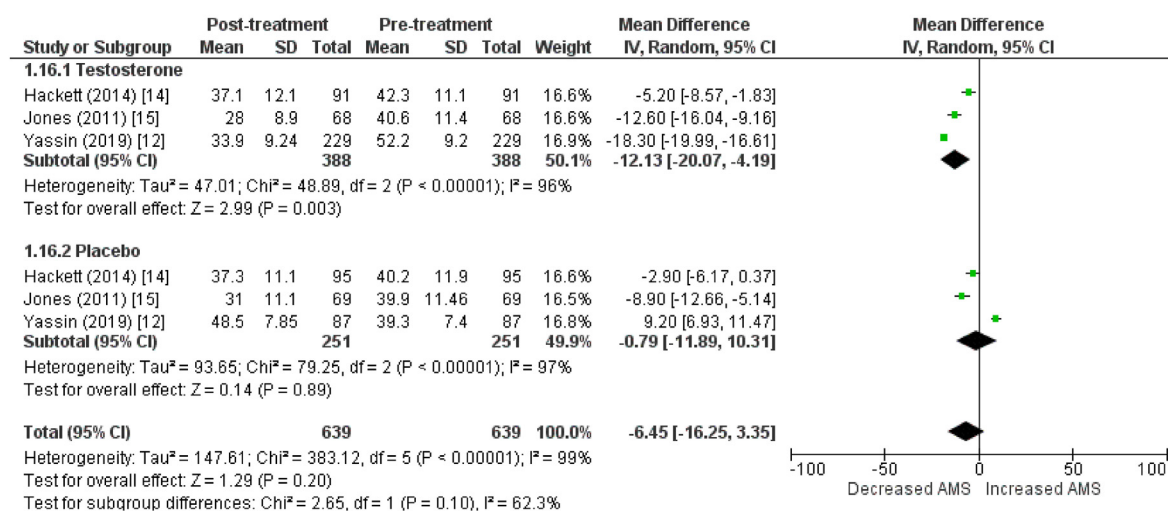 Post-treatment Pre-treatment Mean Difference Mean Difference
Study or Subgroup Mean SD Total Mean SD Total Weight IV, Random, 95% CI IV, Random, 95% CI
1.16.1 Testosterone
Hackett (2014) [14] 37.1 12.1 91 42.3 11.1 91 16.6% -5.20 [-8.57, -1.83]
Jones (2011) [15] 28 8.9 68 40.6 11.4 68 16.6% -12.60 [-16.04, -9.16]
Yassin (2019) [12] 33.9 9.24 229 52.2 9.2 229 16.9% -18.30 [-19.99, -16.61]
Subtotal (95% CI) 388 388 50.1% -12.13 [-20.07, -4.19]
Heterogeneity: Tau² = 47.01; Chi² = 48.89, df = 2 (P < 0.00001); I² = 96%
Test for overall effect: Z = 2.99 (P = 0.003)
1.16.2 Placebo
Hackett (2014) [14] 37.3 11.1 95 40.2 11.9 95 16.6% -2.90 [-6.17, 0.37]
Jones (2011) [15] 31 11.1 69 39.9 11.46 69 16.5% -8.90 [-12.66, -5.14]
Yassin (2019) [12] 48.5 7.85 87 39.3 7.4 87 16.8% 9.20 [6.93, 11.47]
Subtotal (95% CI) 251 251 49.9% -0.79 [-11.89, 10.31]
Heterogeneity: Tau² = 93.65; Chi² = 79.25, df = 2 (P < 0.00001); I² = 97%
Test for overall effect: Z = 0.14 (P = 0.89)
Total (95% CI) 639 639 100.0% -6.45 [-16.25, 3.35]
Heterogeneity: Tau² = 147.61; Chi² = 383.12, df = 5 (P < 0.00001); I² = 99%
Test for overall effect: Z = 1.29 (P = 0.20)
Test for subgroup differences: Chi² = 2.65, df = 1 (P = 0.10), I² = 62.3%
-100 -50 0 50 100
Decreased AMS Increased AMS